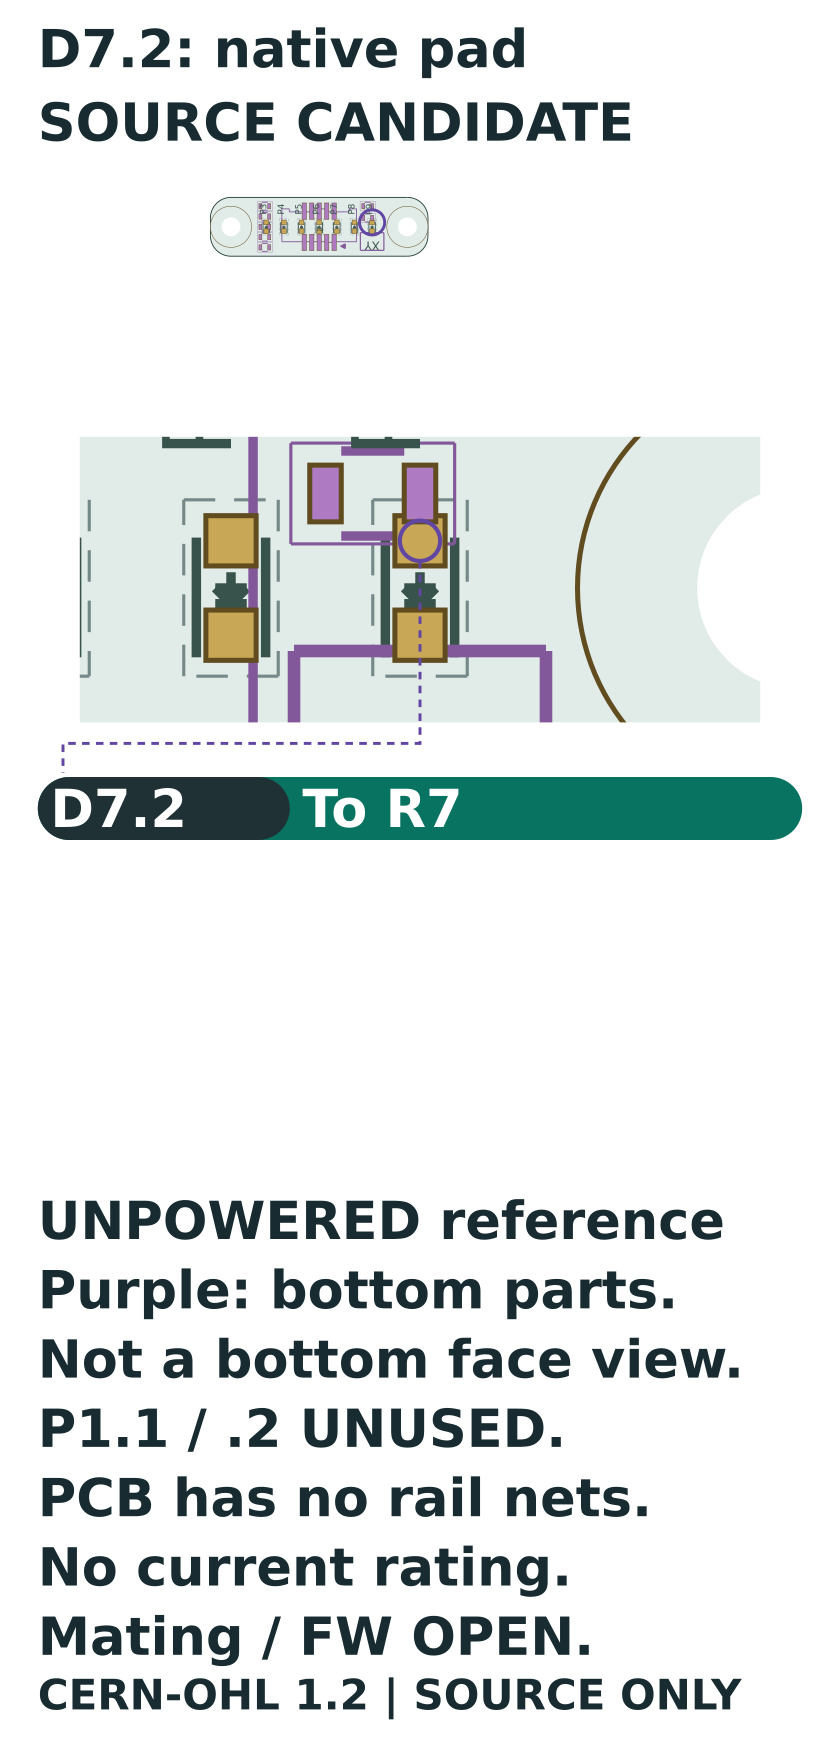 D7.2: native pad
SOURCE CANDIDATE
D7.2 To R7
UNPOWERED reference
Purple: bottom parts.
Not a bottom face view.
P1.1 / .2 UNUSED.
PCB has no rail nets.
No current rating.
Mating / FW OPEN.
CERN-OHL 1.2 | SOURCE ONLY